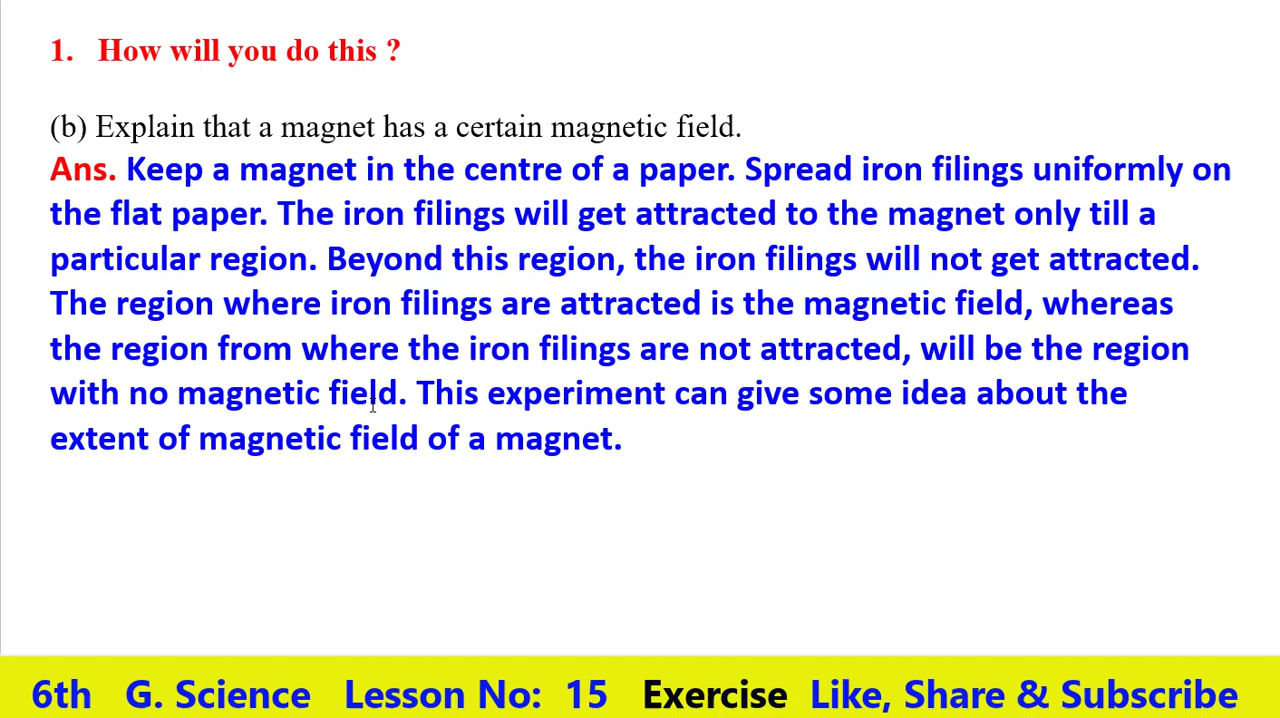 1. How will you do this ?
(b) Explain that a magnet has a certain magnetic field.
Ans. Keep a magnet in the centre of a paper. Spread iron filings uniformly on
the flat paper. The iron filings will get attracted to the magnet only till a
particular region. Beyond this region, the iron filings will not get attracted.
The region where iron filings are attracted is the magnetic field, whereas
the region from where the iron filings are not attracted, will be the region
with no magnetic field. This experiment can give some idea about the
extent of magnetic field of a magnet.
6th G. Science Lesson No: 15 Exercise Like, Share & Subscribe